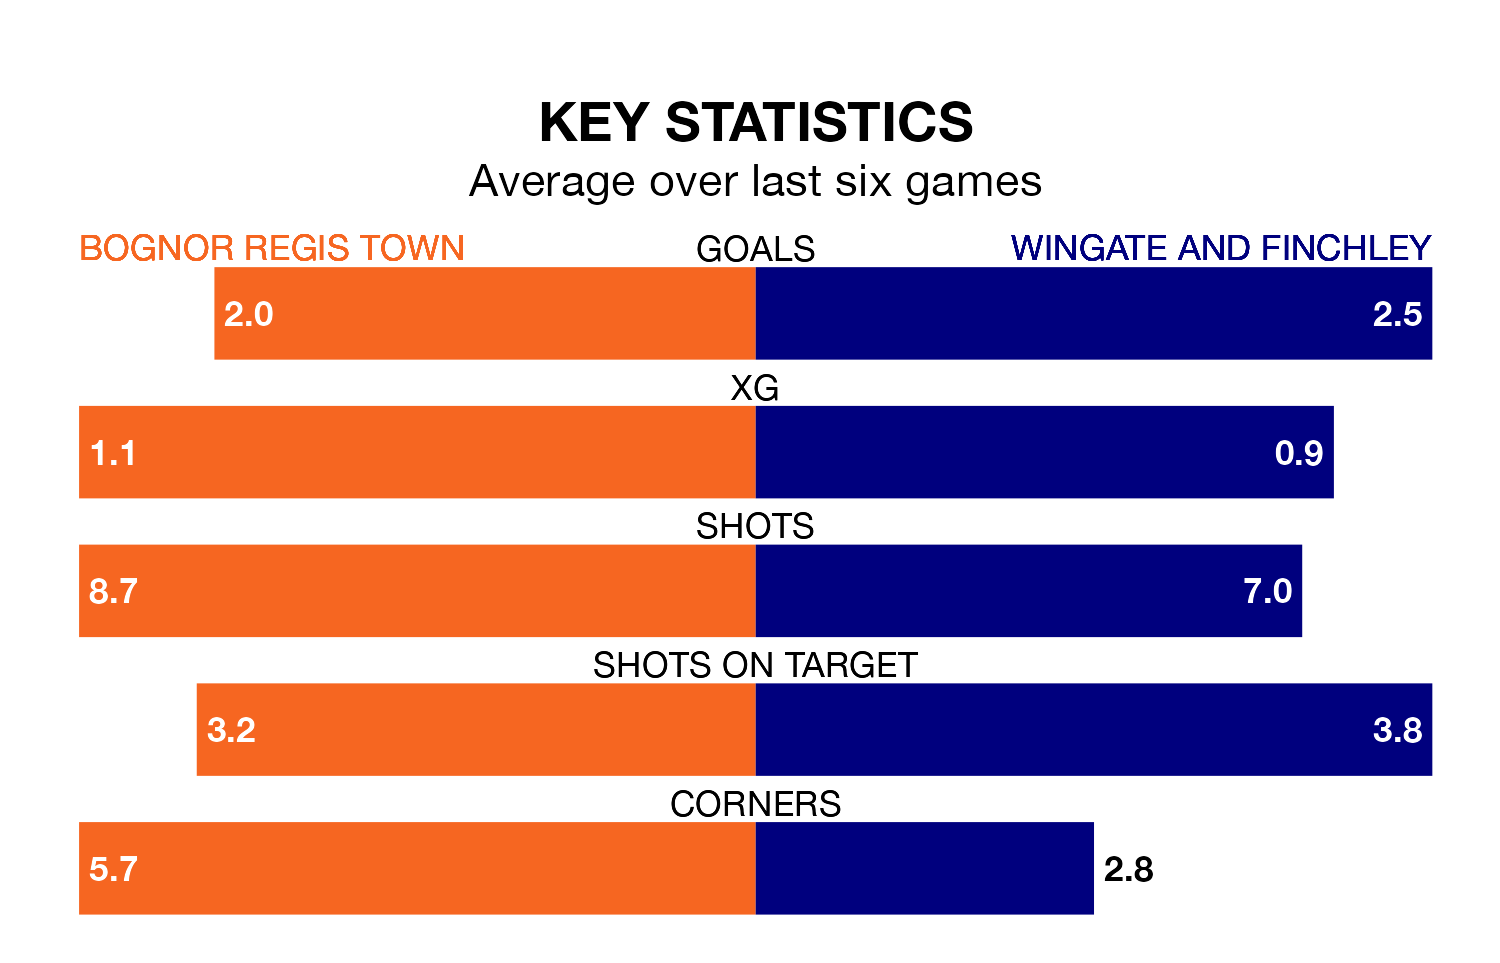 KEY STATISTICS
Average over last six games
BOGNOR REGIS TOWN GOALS WINGATE AND FINCHLEY
2.0 2.5
XG
1.1 0.9
SHOTS
8.7 7.0
SHOTS ON TARGET
3.2 3.8
CORNERS
5.7 2.8